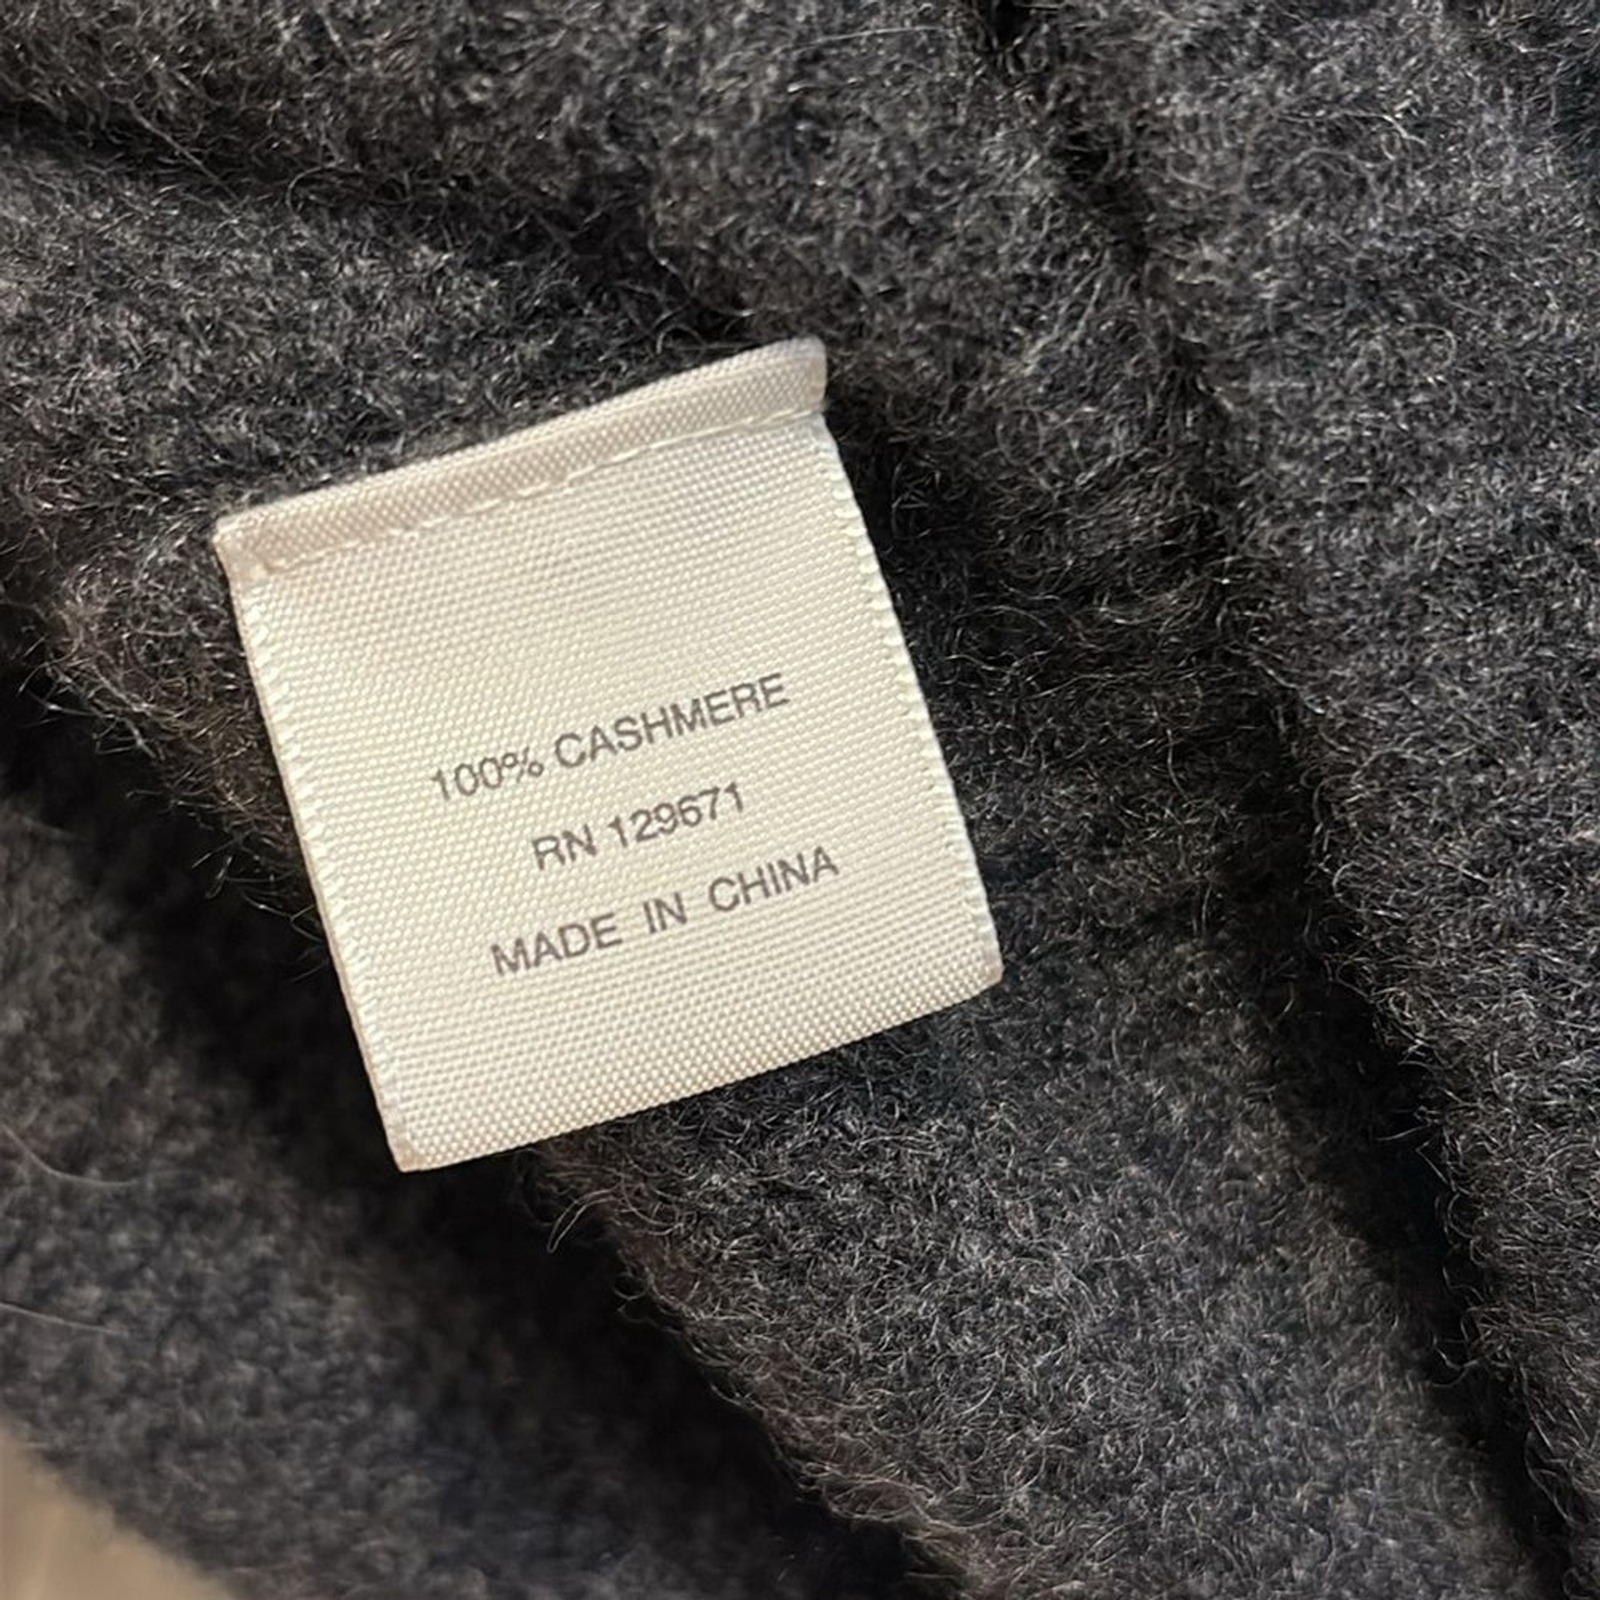 100% CASHMERE
RN 129671
MADE IN CHINA